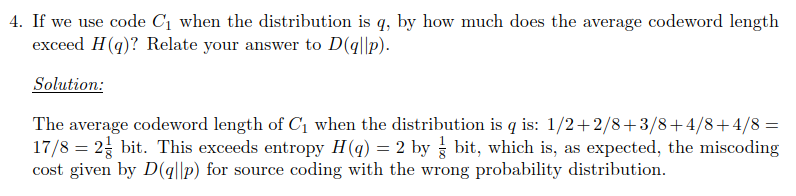 4. If we use code C₁ when the distribution is q, by how much does the average codeword length
exceed H(q)? Relate your answer to D(q||p).
Solution:
The average codeword length of C₁ when the distribution is q is: 1/2+2/8+3/8+4/8+4/8 =
17/8 = 2⅛ bit. This exceeds entropy H(q) = 2 by ⅛ bit, which is, as expected, the miscoding
cost given by D(q||p) for source coding with the wrong probability distribution.